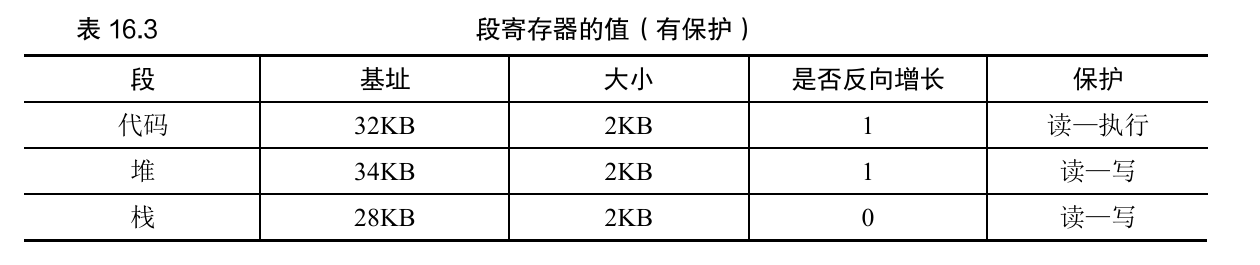 表 16.3 段寄存器的值（有保护）
段 基址 大小 是否反向增长 保护
代码 32KB 2KB 1 读—执行
堆 34KB 2KB 1 读—写
栈 28KB 2KB 0 读—写